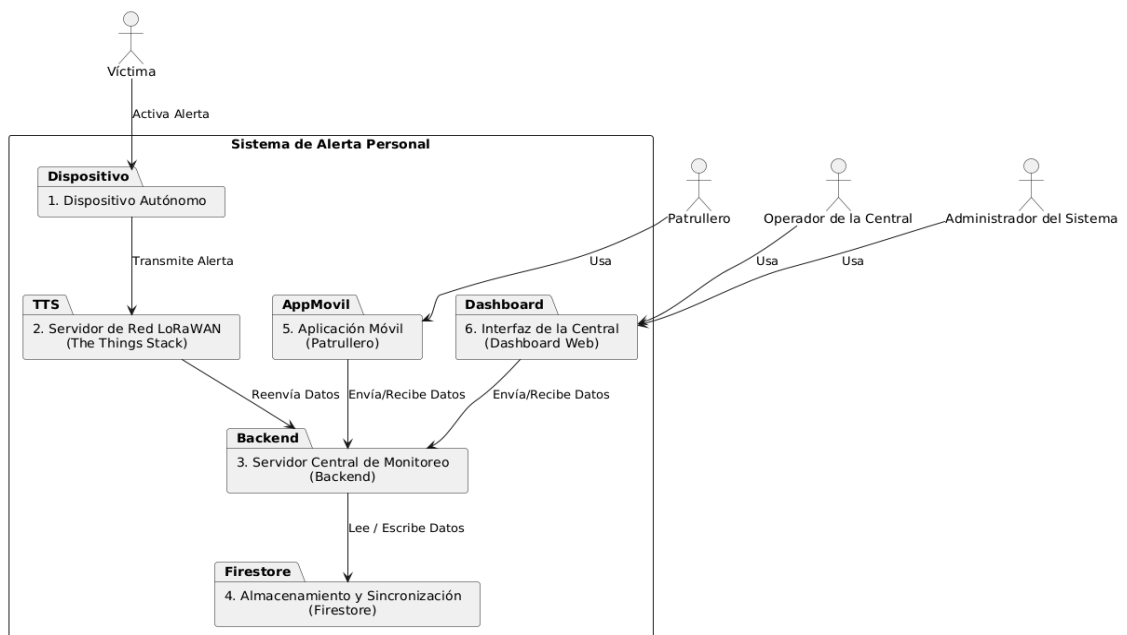 Víctima
Activa Alerta
Sistema de Alerta Personal
Dispositivo
1. Dispositivo Autónomo
Patrullero
Operador de la Central
Administrador del Sistema
Transmite Alerta
Usa
Usa
Usa
TTS
2. Servidor de Red LoRaWAN
(The Things Stack)
AppMovil
5. Aplicación Móvil
(Patrullero)
Dashboard
6. Interfaz de la Central
(Dashboard Web)
Reenvía Datos
Envía/Recibe Datos
Envía/Recibe Datos
Backend
3. Servidor Central de Monitoreo
(Backend)
Lee / Escribe Datos
Firestore
4. Almacenamiento y Sincronización
(Firestore)